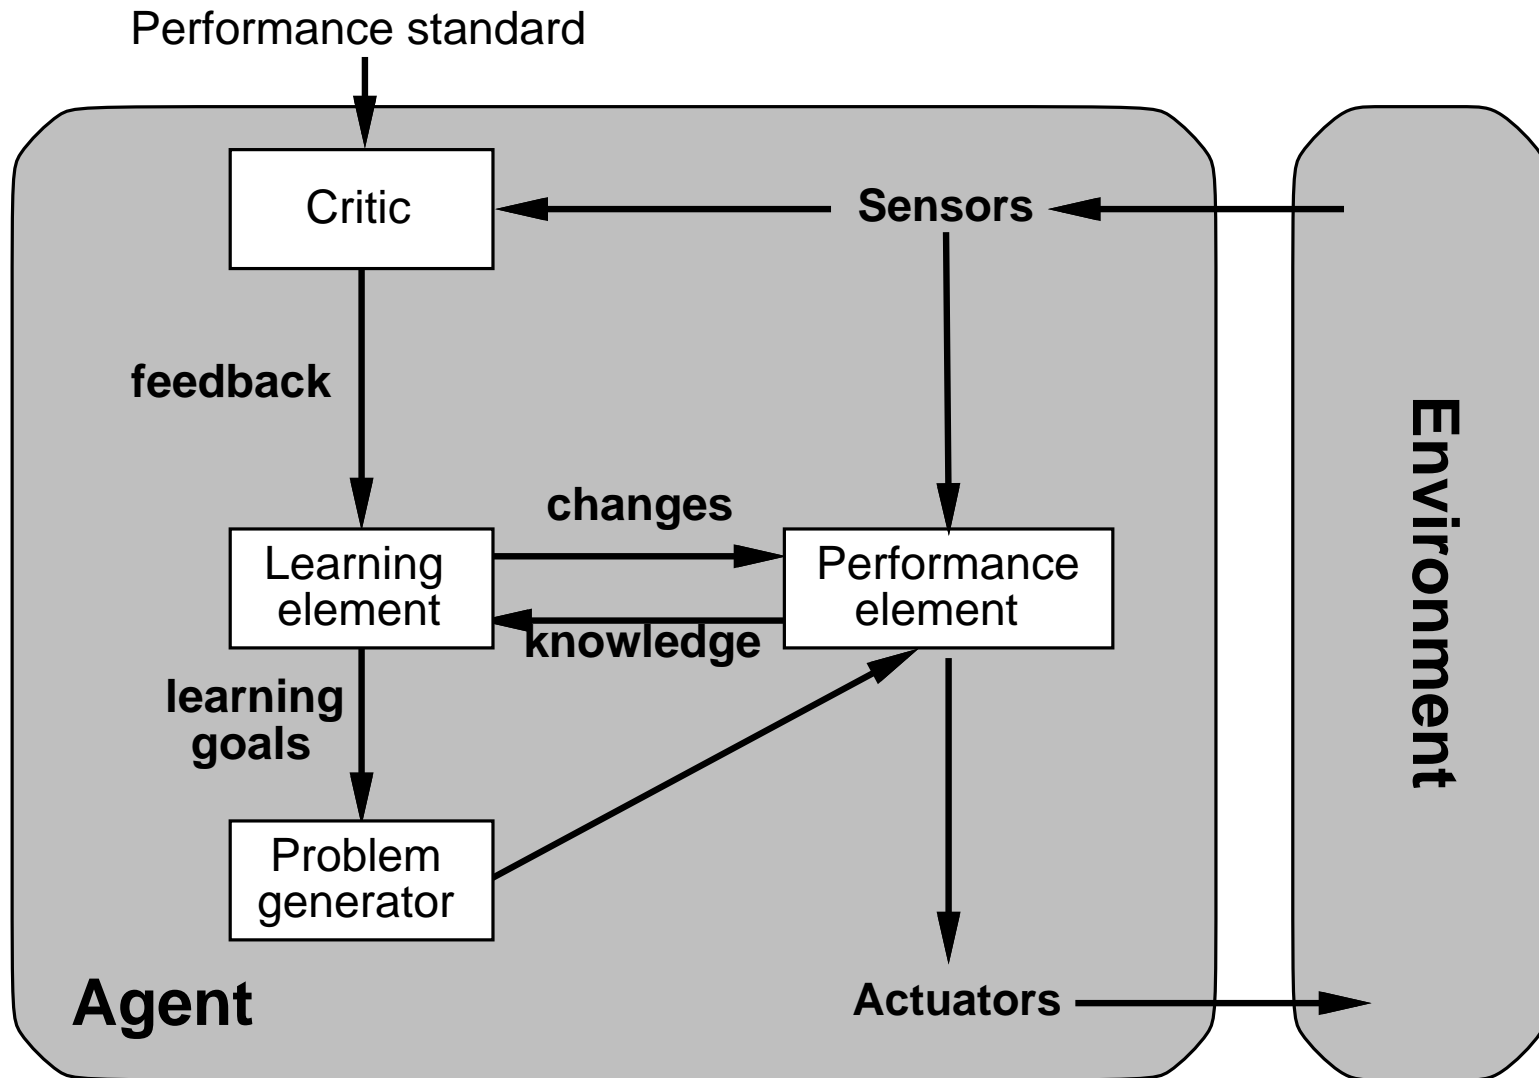 Performance standard
Critic
Sensors
feedback
changes
Learning
element
Performance
element
knowledge
learning
goals
Problem
generator
Agent
Actuators
Environment